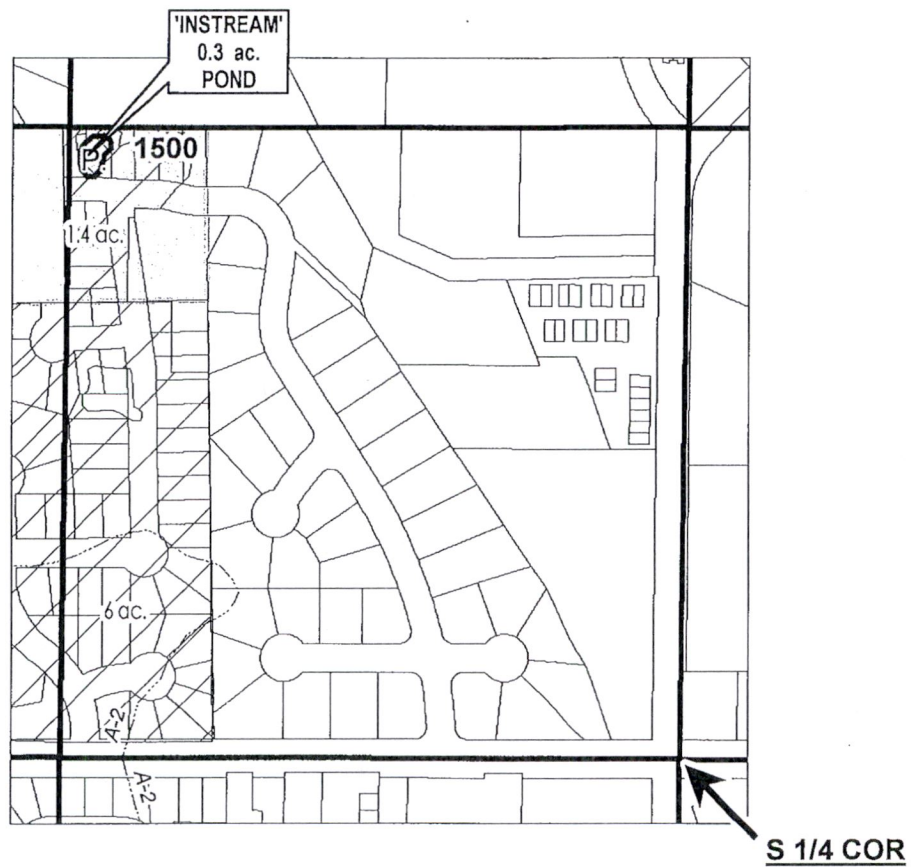 'INSTREAM'
0.3 ac.
POND
P
1500
1.4 ac.
6 ac.
A-2
A-2
S 1/4 COR